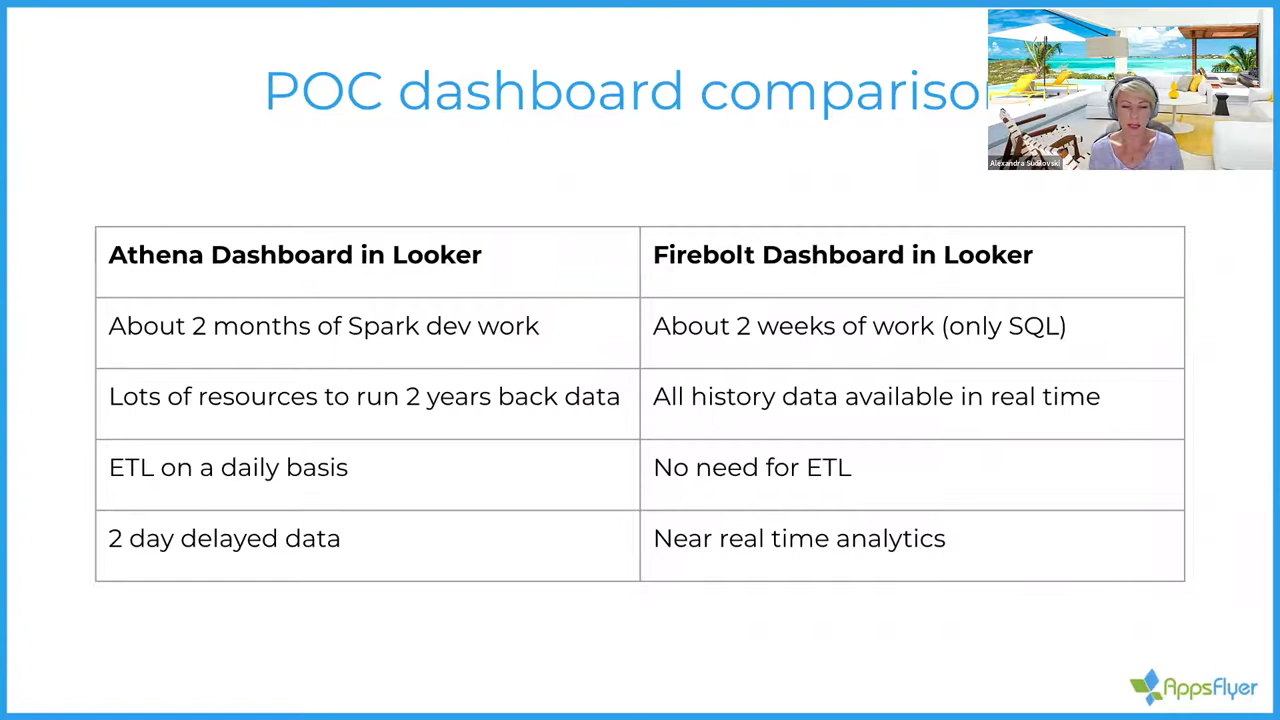 POC dashboard compariso
Alexandra Sudilovski
Athena Dashboard in Looker
Firebolt Dashboard in Looker
About 2 months of Spark dev work
About 2 weeks of work (only SQL)
Lots of resources to run 2 years back data
All history data available in real time
ETL on a daily basis
No need for ETL
2 day delayed data
Near real time analytics
AppsFlyer